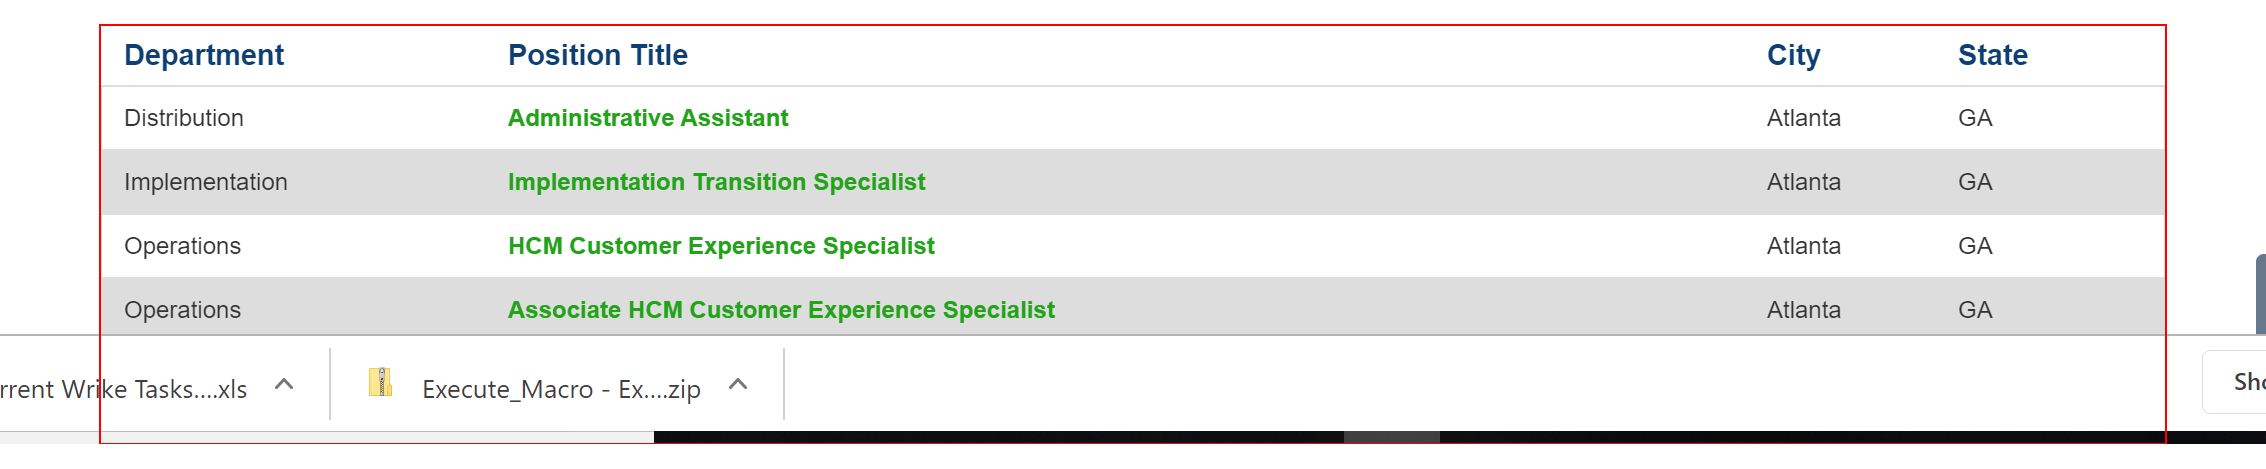 Department Position Title City State
Distribution Administrative Assistant Atlanta GA
Implementation Implementation Transition Specialist Atlanta GA
Operations HCM Customer Experience Specialist Atlanta GA
Operations Associate HCM Customer Experience Specialist Atlanta GA
rrent Wrike Tasks....xls Execute_Macro - Ex....zip Sho